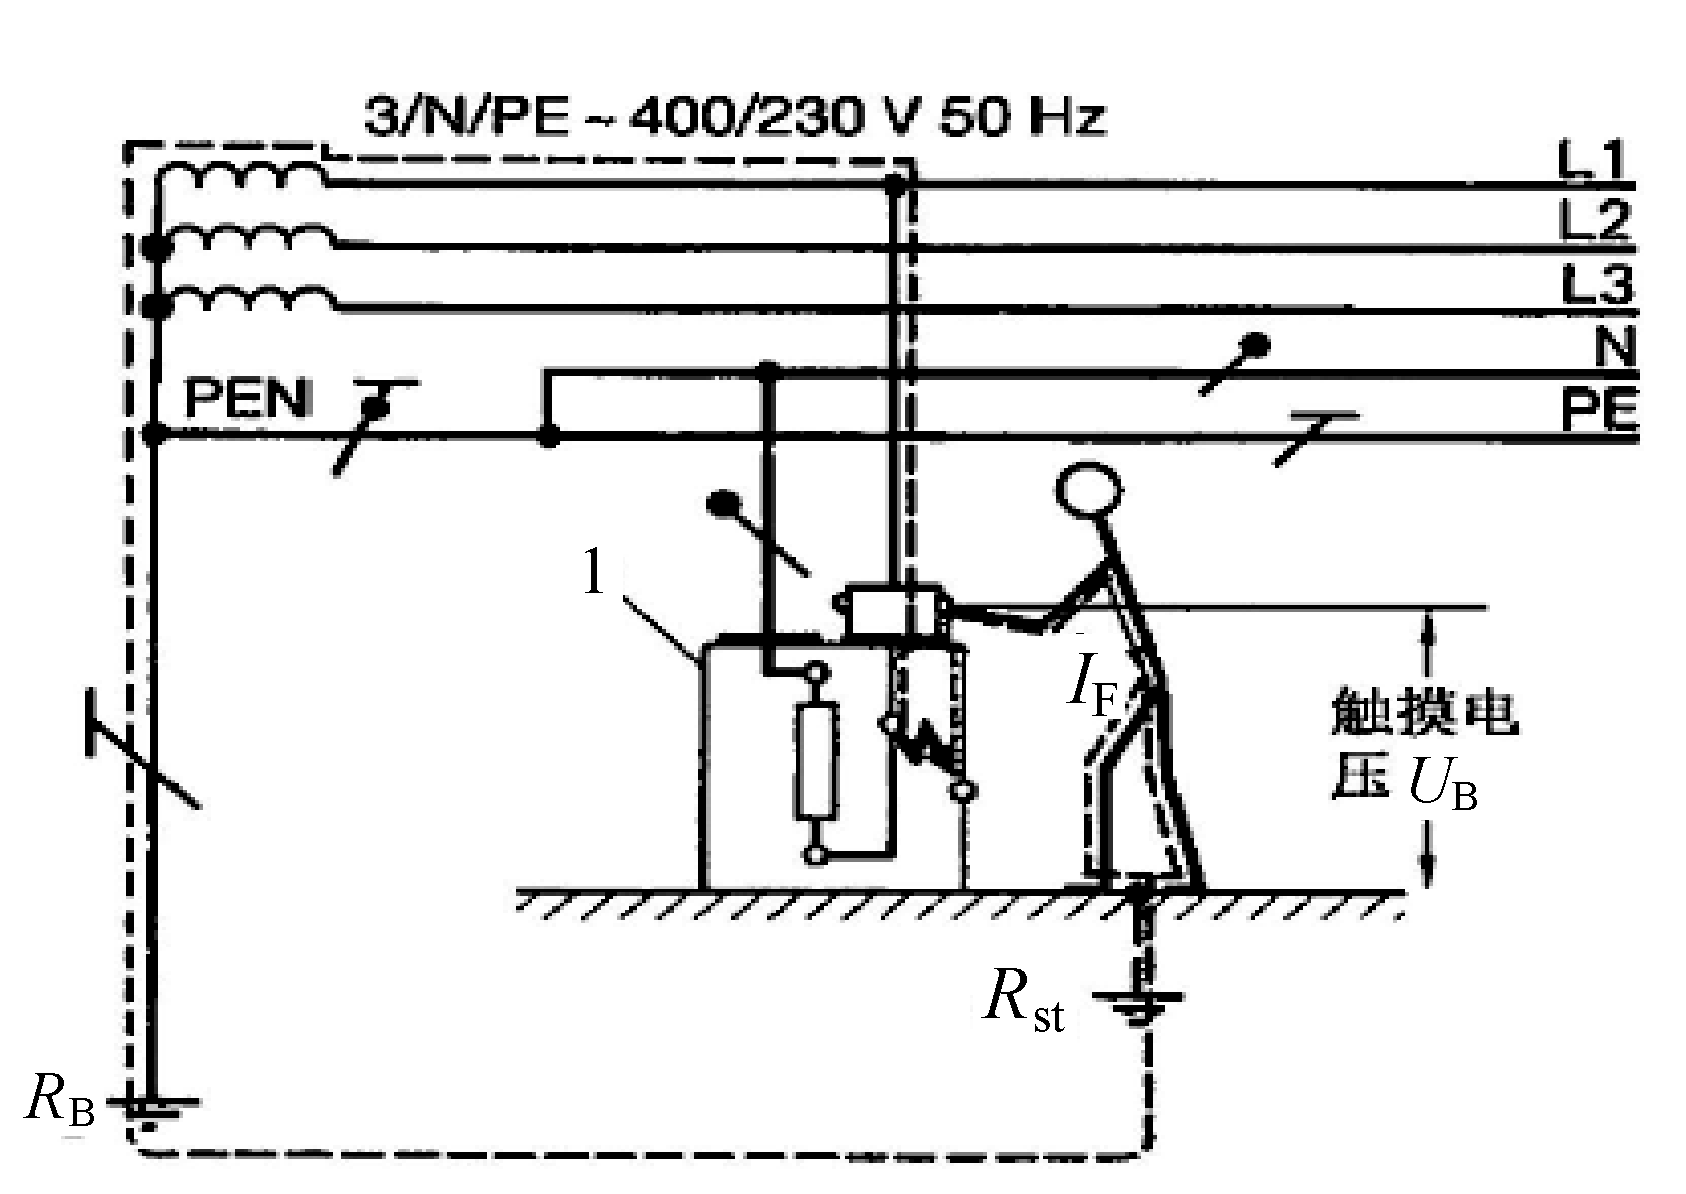 3/N/PE ~ 400/230 V 50 Hz
L1
L2
L3
N
PEN
PE
1
I_F
触摸电
压 U_B
R_st
R_B